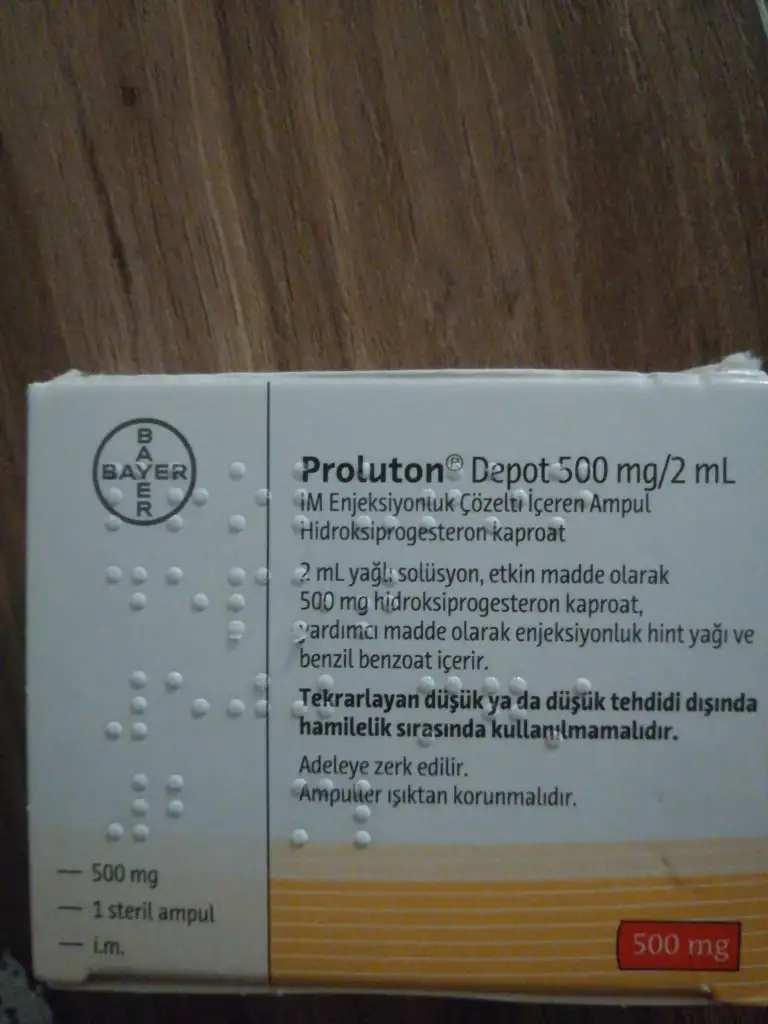 BAYER
BAYER
Proluton® Depot 500 mg/2 mL
İM Enjeksiyonluk Çözelti İçeren Ampul
Hidroksiprogesteron kaproat
2 mL yağlı solüsyon, etkin madde olarak
500 mg hidroksiprogesteron kaproat,
yardımcı madde olarak enjeksiyonluk hint yağı ve
benzil benzoat içerir.
Tekrarlayan düşük ya da düşük tehdidi dışında
hamilelik sırasında kullanılmamalıdır.
Adeleye zerk edilir.
Ampuller ışıktan korunmalıdır.
— 500 mg
— 1 steril ampul
— i.m.
500 mg